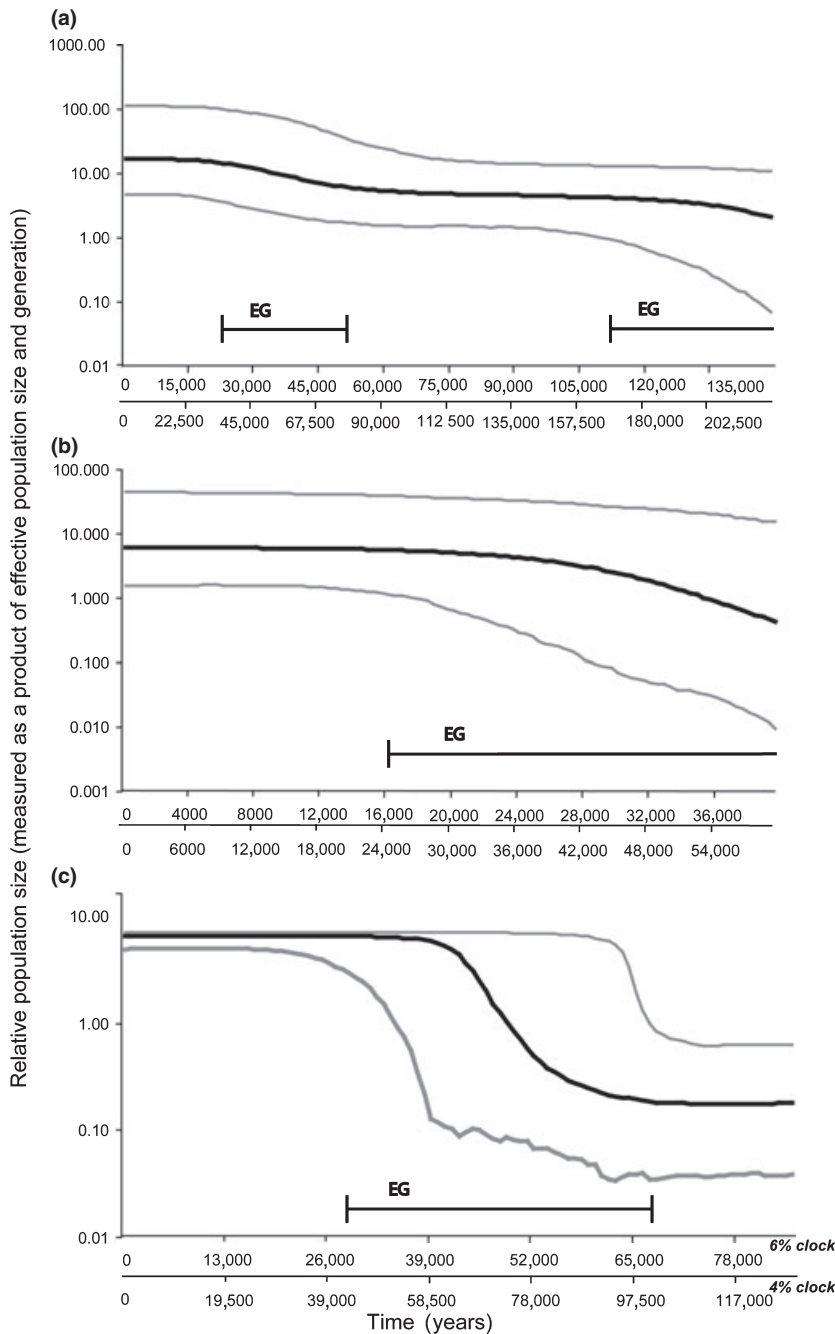 Relative population size (measured as a product of effective population size and generation)
(a)
1000.00
100.00
10.00
1.00
0.10
0.01
EG
EG
0 15,000 30,000 45,000 60,000 75,000 90,000 105,000 120,000 135,000
0 22,500 45,000 67,500 90,000 112 500 135,000 157,500 180,000 202,500
(b)
100.000
10.000
1.000
0.100
0.010
0.001
EG
0 4000 8000 12,000 16,000 20,000 24,000 28,000 32,000 36,000
0 6000 12,000 18,000 24,000 30,000 36,000 42,000 48,000 54,000
(c)
10.00
1.00
0.10
0.01
EG
6% clock
0 13,000 26,000 39,000 52,000 65,000 78,000
4% clock
0 19,500 39,000 58,500 78,000 97,500 117,000
Time (years)